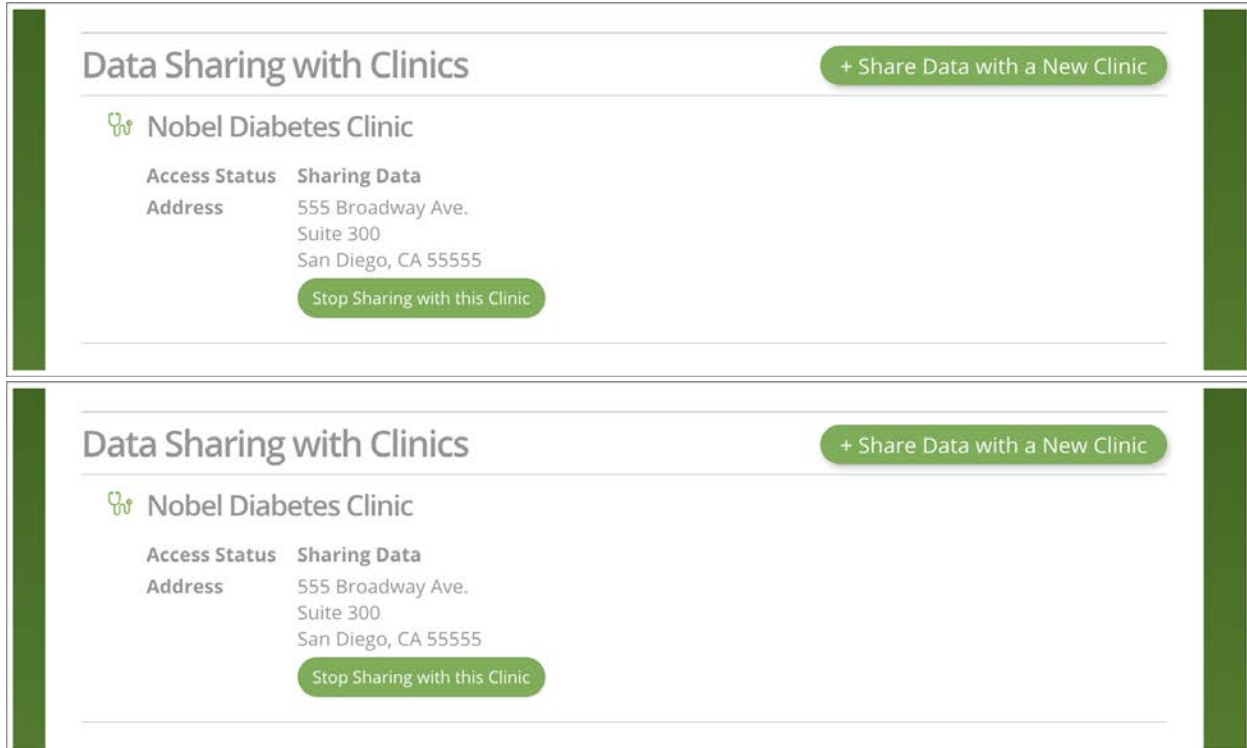 Data Sharing with Clinics + Share Data with a New Clinic
Nobel Diabetes Clinic
Access Status Sharing Data
Address 555 Broadway Ave.
Suite 300
San Diego, CA 55555
Stop Sharing with this Clinic
Data Sharing with Clinics + Share Data with a New Clinic
Nobel Diabetes Clinic
Access Status Sharing Data
Address 555 Broadway Ave.
Suite 300
San Diego, CA 55555
Stop Sharing with this Clinic